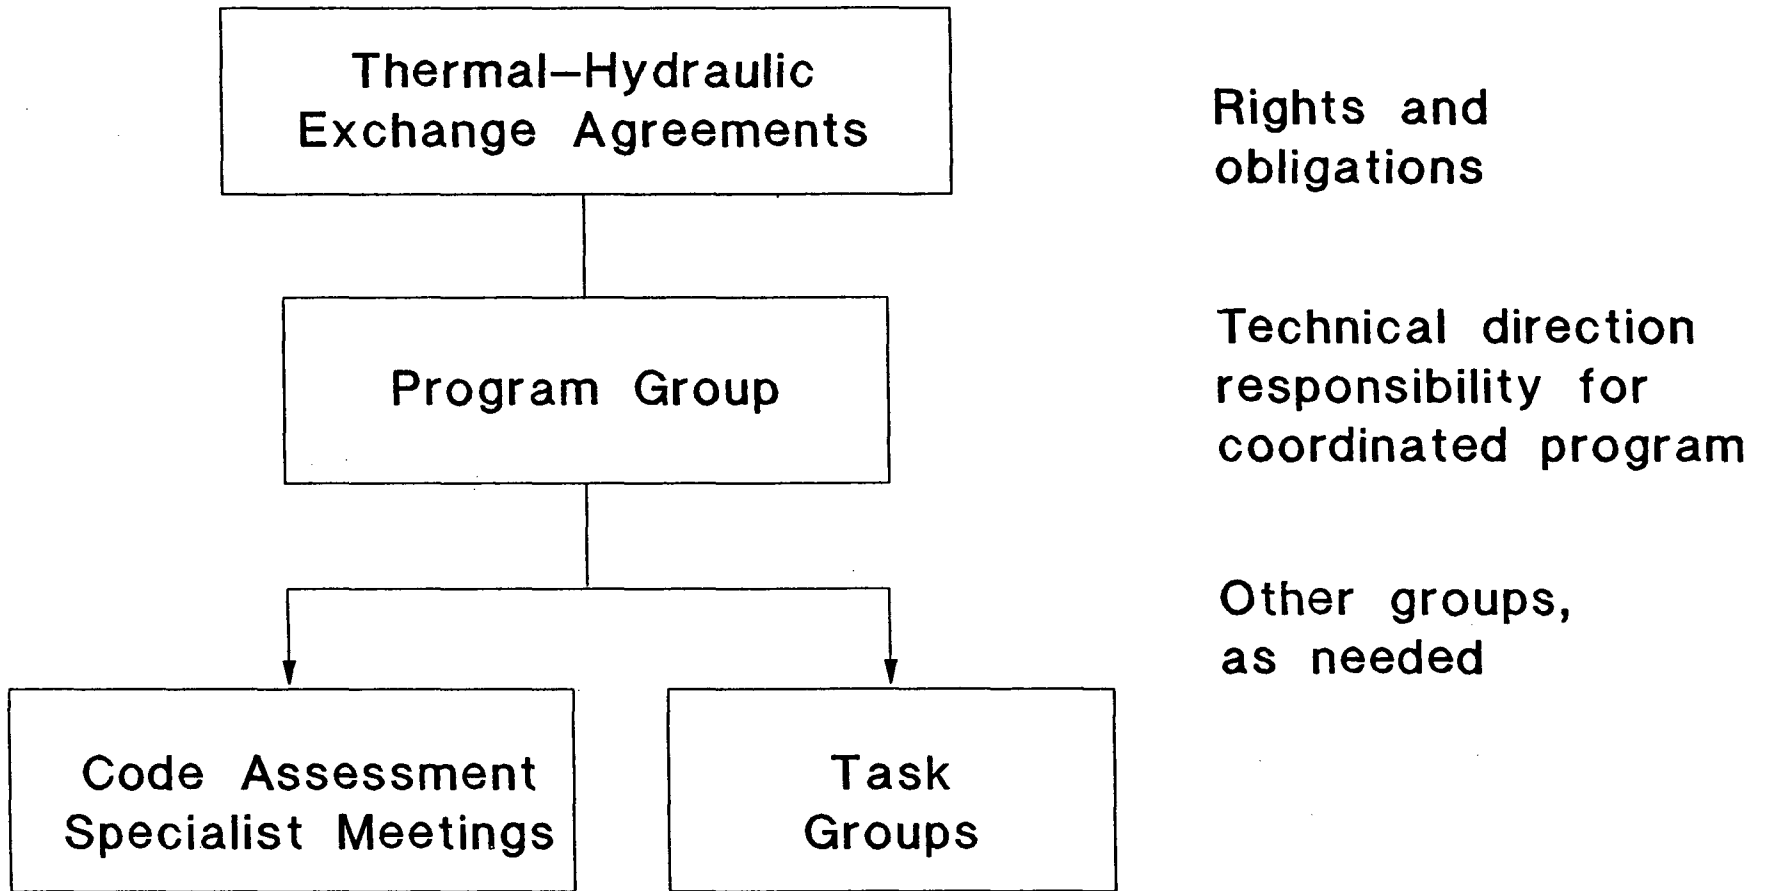 Thermal–Hydraulic
Exchange Agreements
Rights and
obligations
Program Group
Technical direction
responsibility for
coordinated program
Other groups,
as needed
Code Assessment
Specialist Meetings
Task
Groups